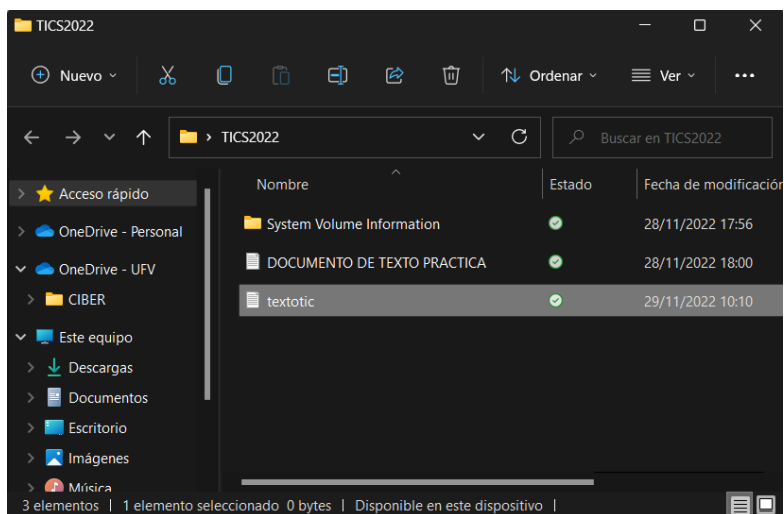 TICS2022
Nuevo Ordenar Ver
TICS2022 Buscar en TICS2022
Nombre Estado Fecha de modificación
Acceso rápido
OneDrive - Personal
OneDrive - UFV
CIBER
Este equipo
Descargas
Documentos
Escritorio
Imágenes
Música
System Volume Information 28/11/2022 17:56
DOCUMENTO DE TEXTO PRACTICA 28/11/2022 18:00
textotic 29/11/2022 10:10
3 elementos | 1 elemento seleccionado 0 bytes | Disponible en este dispositivo |